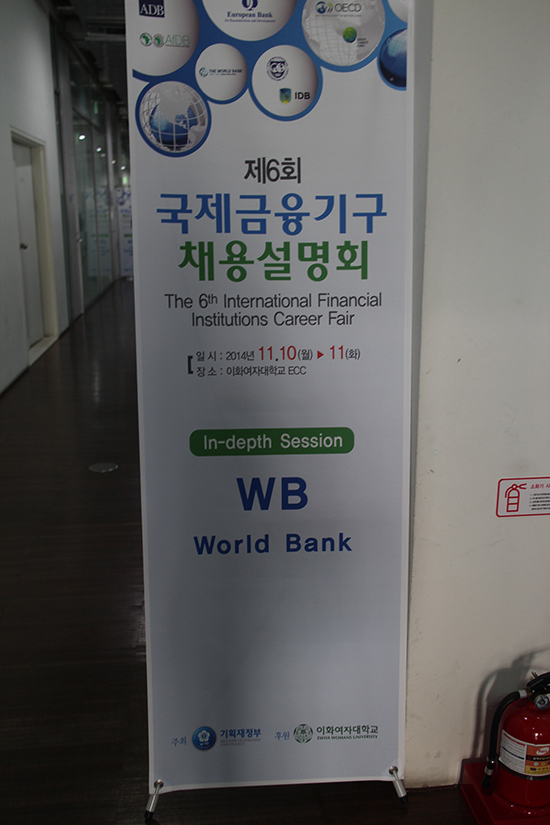 ADB
AfDB
European Bank
OECD
THE WORLD BANK
IDB
제6회
국제금융기구
채용설명회
The 6th International Financial
Institutions Career Fair
일 시 : 2014년 11.10(월) ▶ 11(화)
장 소 : 이화여자대학교 ECC
In-depth Session
WB
World Bank
주최 기획재정부 후원 이화여자대학교
EWHA WOMANS UNIVERSITY